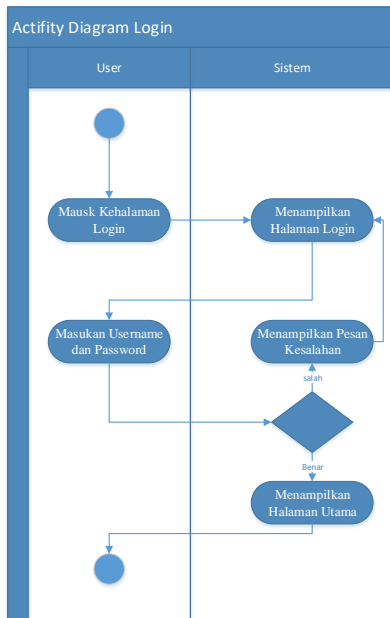 Actifity Diagram Login
User
Sistem
Mausk Kehalaman
Login
Menampilkan
Halaman Login
Masukan Username
dan Password
Menampilkan Pesan
Kesalahan
salah
Benar
Menampilkan
Halaman Utama